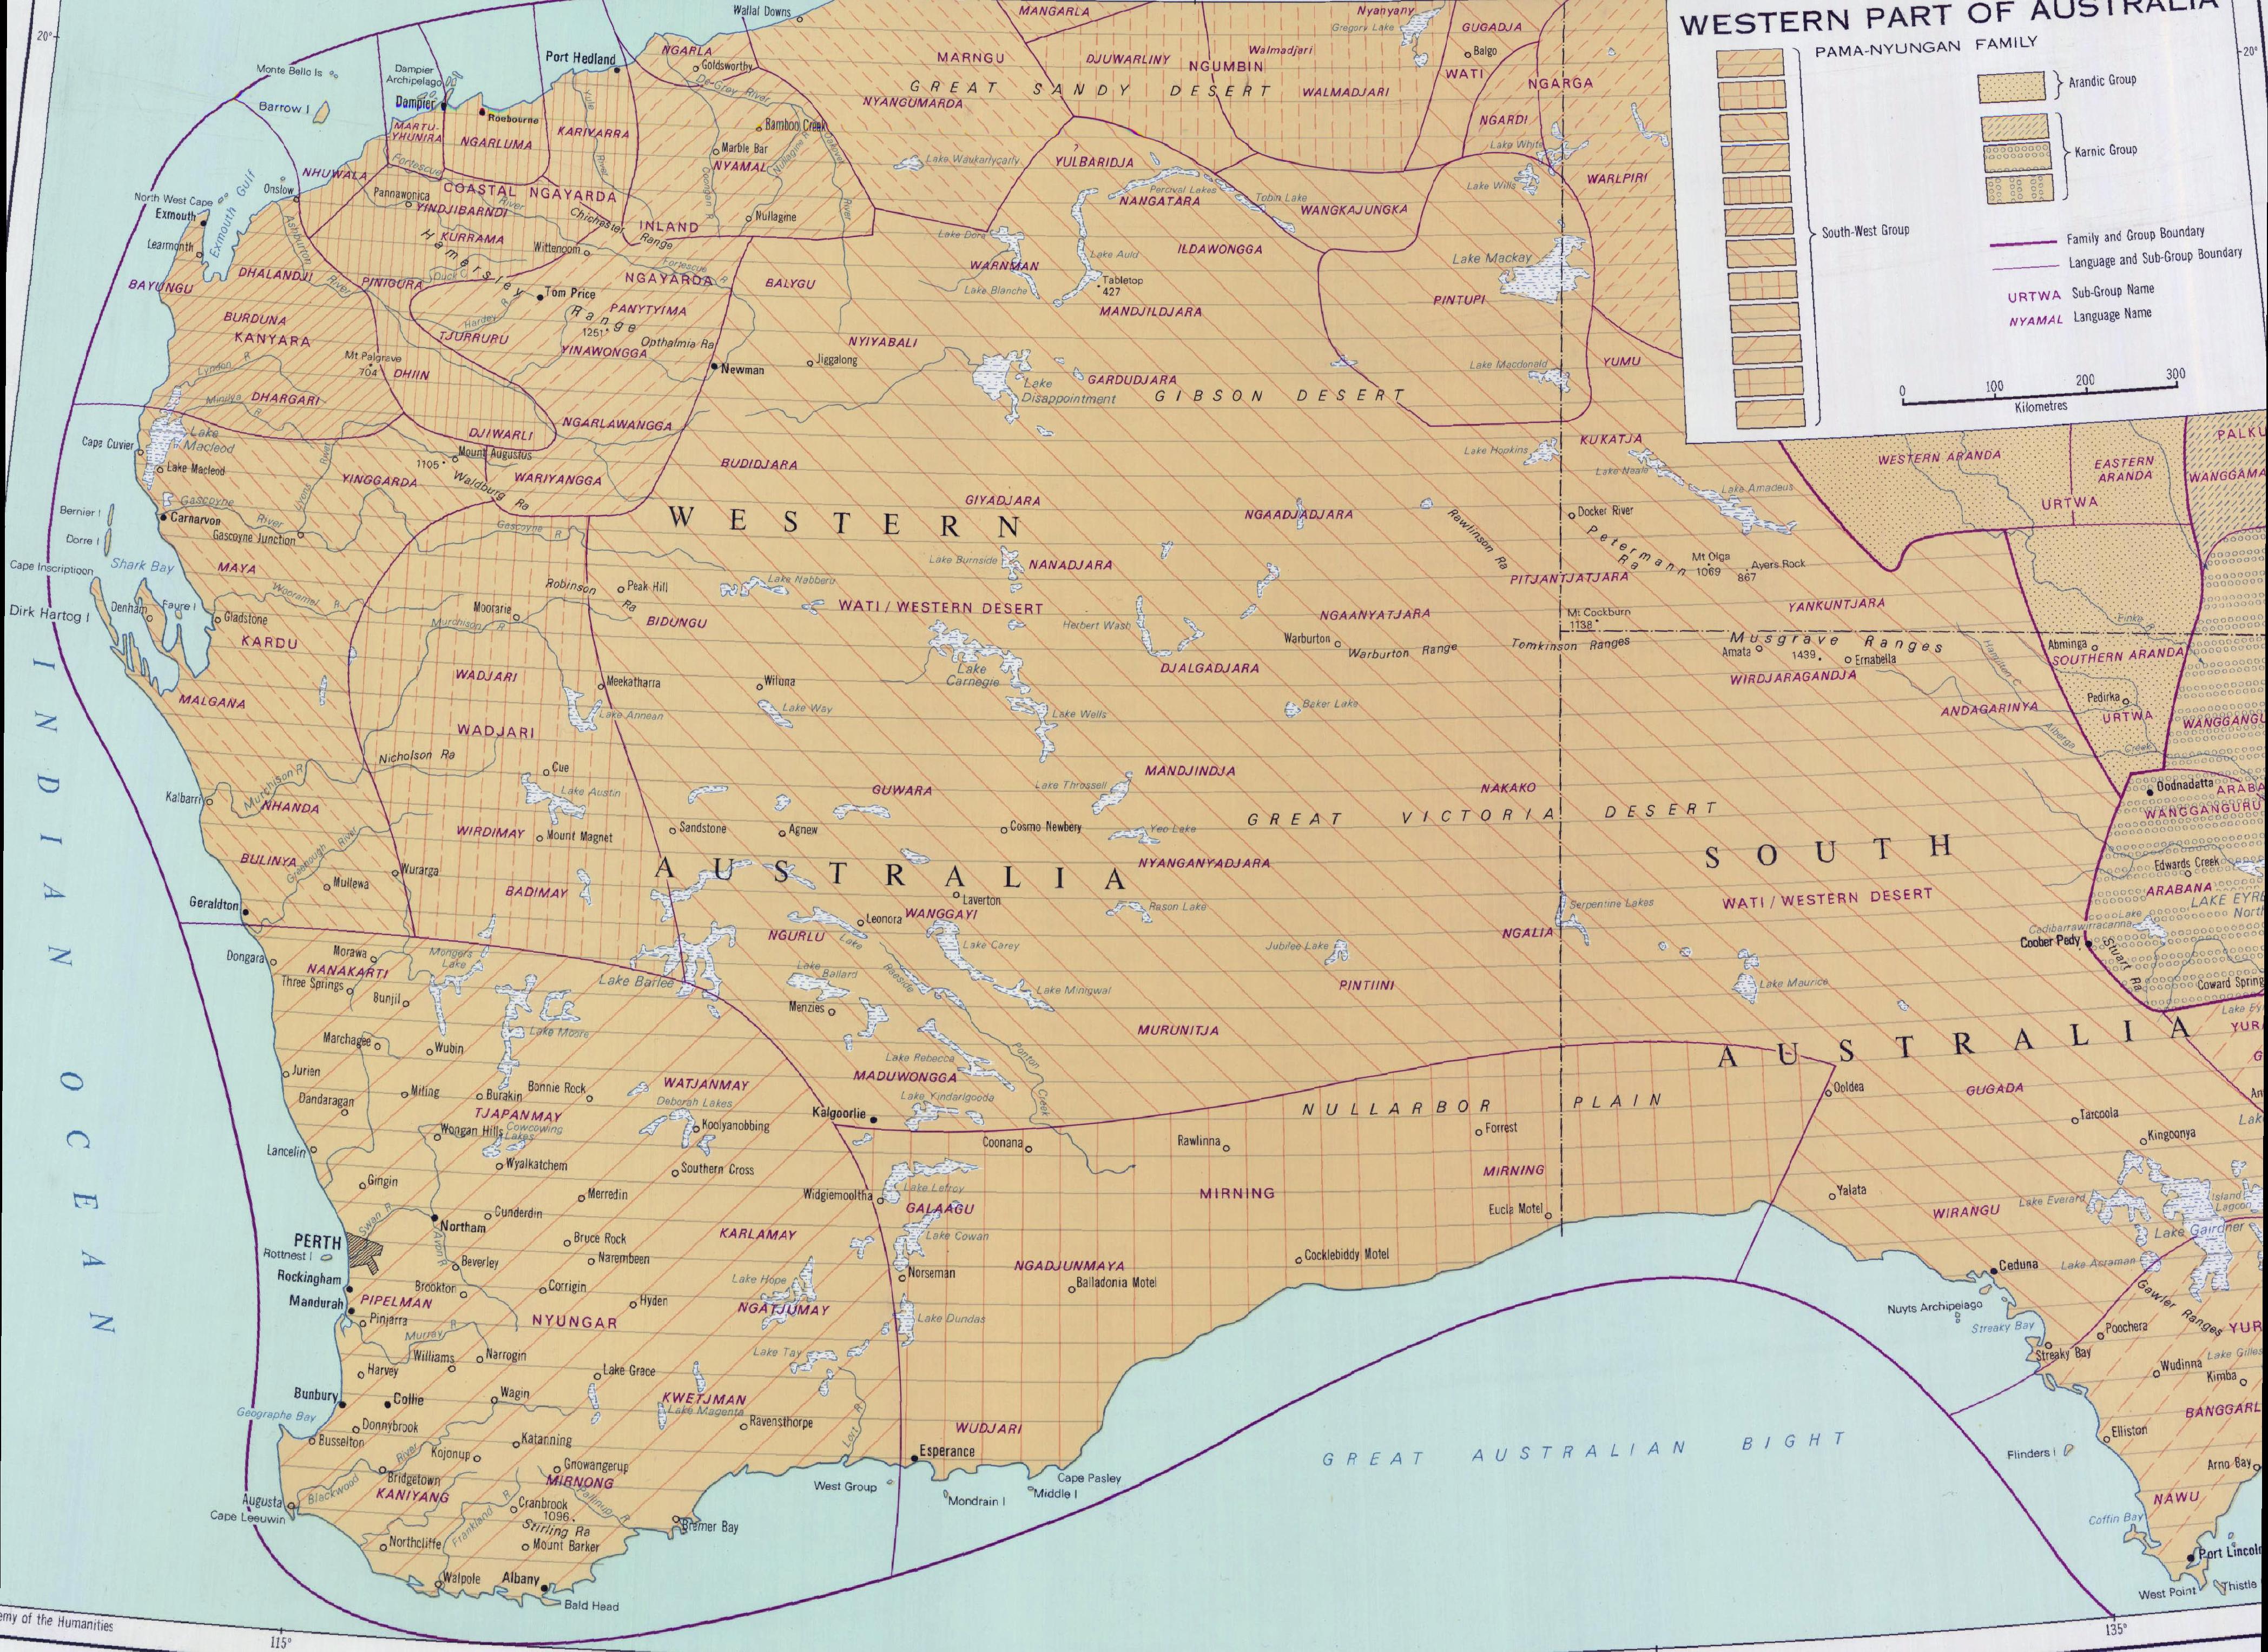 WESTERN PART OF AUSTRALIA
PAMA-NYUNGAN FAMILY
South-West Group
Arandic Group
Karnic Group
Family and Group Boundary
Language and Sub-Group Boundary
URTWA Sub-Group Name
NYAMAL Language Name
0 100 200 300
Kilometres
20°
20°
Wallal Downs
MANGARLA
Nyanyany
Gregory Lake
GUGADJA
Balgo
Monte Bello Is
Dampier
Archipelago
Port Hedland
NGARLA
Goldsworthy
De Grey River
MARNGU
DJUWARLINY
Walmadjari
NGUMBIN
WATI
NGARGA
Barrow I
Dampier
Roebourne
MARTU-
YHUNIRA
NGARLUMA
KARIYARRA
Yule
River
Bamboo Creek
GREAT SANDY DESERT
NYANGUMARDA
WALMADJARI
NGARDI
Lake White
Marble Bar
NYAMAL
Nullagine R
Oakover
River
Coongan R
Lake Waukarlycarly
YULBARIDJA
WARLPIRI
Lake Wills
NHUWALA
Fortescue
River
Onslow
Pannawonica
COASTAL NGAYARDA
YINDJIBARNDI
Chichester Range
INLAND
Nullagine
Percival Lakes
NANGATARA
Tobin Lake
WANGKAJUNGKA
North West Cape
Exmouth
Exmouth Gulf
Learmonth
Ashburton
River
KURRAMA
Hamersley
Range
Wittenoom
Lake Dora
ILDAWONGGA
Lake Auld
Lake Mackay
BAYUNGU
DHALANDJI
PINIGURA
Duck C
Fortescue R
NGAYARDA
BALYGU
WARNMAN
Lake Blanche
Tabletop
427
PINTUPI
Tom Price
PANYTYIMA
MANDJILDJARA
BURDUNA
KANYARA
Hardey R
1251
Opthalmia Ra
TJURRURU
YINAWONGGA
NYIYABALI
Mt Palgrave
704
DHIIN
Newman
Jiggalong
Lake Macdonald
YUMU
Lyndon R
Lake
Disappointment
GARDUDJARA
GIBSON DESERT
Minilya R
DHARGARI
DJIWARLI
NGARLAWANGGA
Cape Cuvier
Lake
Macleod
Lake Macleod
Mount Augustus
1105
BUDIDJARA
Lake Hopkins
KUKATJA
Lake Neale
Lake Amadeus
WESTERN ARANDA
EASTERN
ARANDA
PALKU
WANGGAMA
URTWA
Lyons River
YINGGARDA
Waldburg Ra
WARIYANGGA
GIYADJARA
NGAADJADJARA
Rawlinson Ra
Docker River
Petermann
Ra
Bernier I
Gascoyne
River
Carnarvon
Gascoyne Junction
Gascoyne R
WESTERN
Dorre I
Cape Inscription
Shark Bay
MAYA
Lake Burnside
NANADJARA
Mt Olga
1069
Ayers Rock
867
PITJANTJATJARA
Dirk Hartog I
Denham
Faure I
Gladstone
Wooramel R
Robinson
Ra
Peak Hill
Lake Nabberu
WATI / WESTERN DESERT
YANKUNTJARA
Moorarie
Murchison R
BIDUNGU
Herbert Wash
NGAANYATJARA
Warburton
Warburton Range
Mt Cockburn
1138
Tomkinson Ranges
Musgrave Ranges
Amata
1439
Ernabella
Finke R
Abminga
SOUTHERN ARANDA
KARDU
WADJARI
Meekatharra
Wiluna
Lake
Carnegie
DJALGADJARA
WIRDJARAGANDJA
Hamilton C
Pedirka
URTWA
WANGGANGU
MALGANA
Lake Annean
Lake Way
Lake Wells
Baker Lake
ANDAGARINYA
Alberga
Creek
WADJARI
Nicholson Ra
Cue
MANDJINDJA
Murchison R
Kalbarri
NHANDA
Lake Austin
GUWARA
Lake Throssell
NAKAKO
Oodnadatta
ARABA
WANGGANGURU
WIRDIMAY
Mount Magnet
Sandstone
Agnew
Cosmo Newbery
Yeo Lake
GREAT VICTORIA DESERT
BULINYA
Greenough River
Mullewa
Wurarga
BADIMAY
AUSTRALIA
NYANGANYADJARA
SOUTH
Edwards Creek
ARABANA
LAKE EYRE
North
Geraldton
Laverton
Leonora
WANGGAYI
Rason Lake
Serpentine Lakes
WATI / WESTERN DESERT
Lake
Cadibarrawirracanna
Coober Pedy
Stuart Ra
Dongara
Morawa
NANAKARTI
Three Springs
Bunjil
Mongers
Lake
NGURLU
Lake
Raeside
Lake Carey
Jubilee Lake
NGALIA
Lake Barlee
Lake
Ballard
Menzies
Lake Minigwal
PINTIINI
Lake Maurice
Coward Spring
Lake Ey
Lake Moore
MURUNITJA
AUSTRALIA
YUR
Marchagee
Wubin
Lake Rebecca
Ponton
Creek
Jurien
Miling
Burakin
Bonnie Rock
WATJANMAY
MADUWONGGA
Ooldea
GUGADA
Dandaragan
TJAPANMAY
Deborah Lakes
Kalgoorlie
Lake Yindarlgooda
NULLARBOR PLAIN
Tarcoola
Wongan Hills
Cowcowing
Lakes
Koolyanobbing
Coonana
Rawlinna
Forrest
Kingoonya
Lancelin
Wyalkatchem
Southern Cross
MIRNING
Gingin
Merredin
Widgiemooltha
Lake Lefroy
MIRNING
Yalata
Lake Everard
Island
Lagoon
Swan R
Avon R
Northam
Cunderdin
GALAAGU
Eucla Motel
WIRANGU
Lake Gairdner
PERTH
Rottnest I
Bruce Rock
KARLAMAY
Lake Cowan
Beverley
Narembeen
Norseman
NGADJUNMAYA
Cocklebiddy Motel
Ceduna
Lake Acraman
Rockingham
Brookton
Corrigin
Lake Hope
Balladonia Motel
Gawler Ranges
Mandurah
PIPELMAN
Hyden
NGATJUMAY
Nuyts Archipelago
Pinjarra
Murray R
NYUNGAR
Lake Dundas
Streaky Bay
Poochera
YUR
Williams
Narrogin
Lake Tay
Streaky Bay
Lake Gilles
Harvey
Lake Grace
Wudinna
Kimba
Bunbury
Collie
Wagin
KWETJMAN
Lake Magenta
Ravensthorpe
Lort R
WUDJARI
BANGGARL
Geographe Bay
Donnybrook
Busselton
Katanning
Kojonup
River
Blackwood
Esperance
GREAT AUSTRALIAN BIGHT
Flinders I
Elliston
Bridgetown
Gnowangerup
MIRNONG
Arno Bay
Augusta
KANIYANG
Cranbrook
1096
Pallinup R
West Group
Mondrain I
Middle I
Cape Pasley
NAWU
Cape Leeuwin
Stirling Ra
Bremer Bay
Coffin Bay
Northcliffe
Frankland R
Mount Barker
Port Lincoln
Walpole
Albany
West Point
Thistle
Bald Head
INDIAN OCEAN
emy of the Humanities
115°
135°